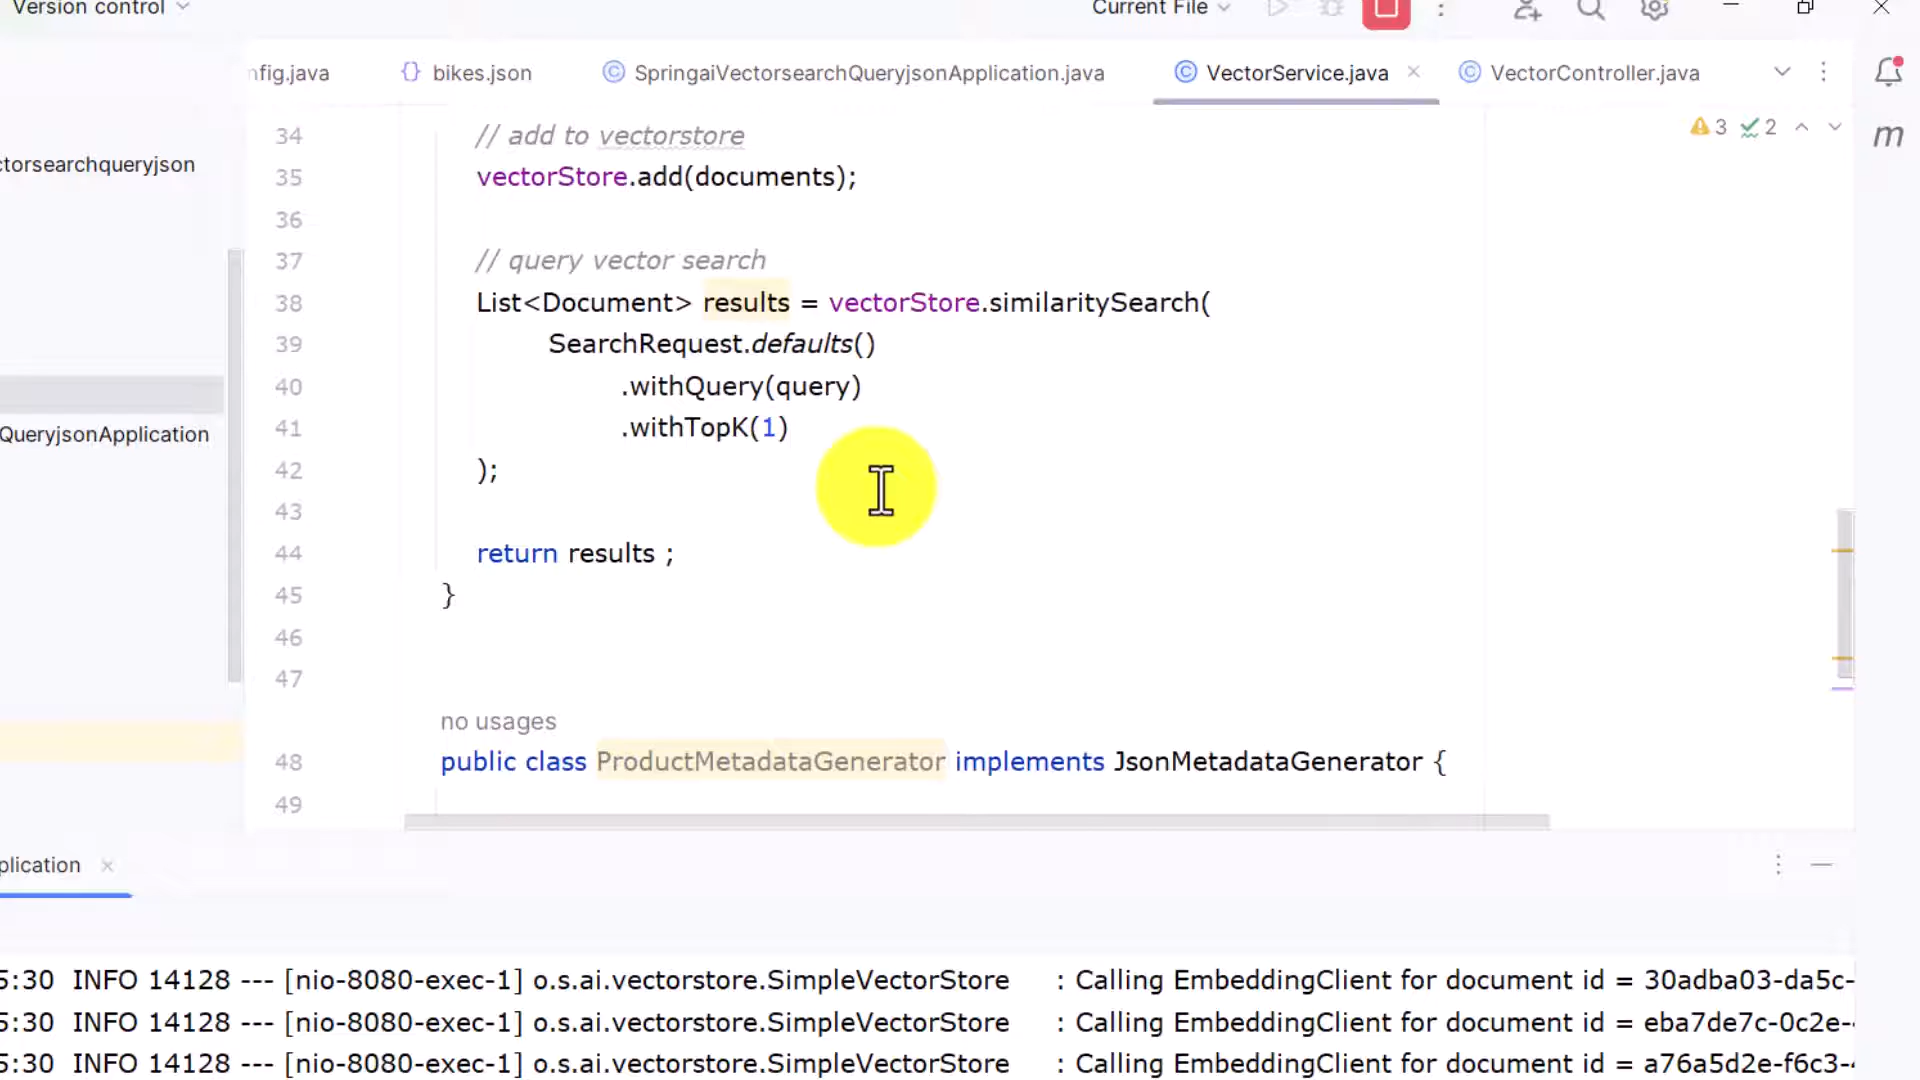 Version control
Current File
nfig.java
bikes.json
SpringaiVectorsearchQueryjsonApplication.java
VectorService.java
VectorController.java
3
2
m
ctorsearchqueryjson
QueryjsonApplication
34 // add to vectorstore
35 vectorStore.add(documents);
36
37 // query vector search
38 List<Document> results = vectorStore.similaritySearch(
39 SearchRequest.defaults()
40 .withQuery(query)
41 .withTopK(1)
42 );
43
44 return results ;
45 }
46
47
no usages
48 public class ProductMetadataGenerator implements JsonMetadataGenerator {
49
plication
5:30 INFO 14128 --- [nio-8080-exec-1] o.s.ai.vectorstore.SimpleVectorStore : Calling EmbeddingClient for document id = 30adba03-da5c-
5:30 INFO 14128 --- [nio-8080-exec-1] o.s.ai.vectorstore.SimpleVectorStore : Calling EmbeddingClient for document id = eba7de7c-0c2e-
5:30 INFO 14128 --- [nio-8080-exec-1] o.s.ai.vectorstore.SimpleVectorStore : Calling EmbeddingClient for document id = a76a5d2e-f6c3-